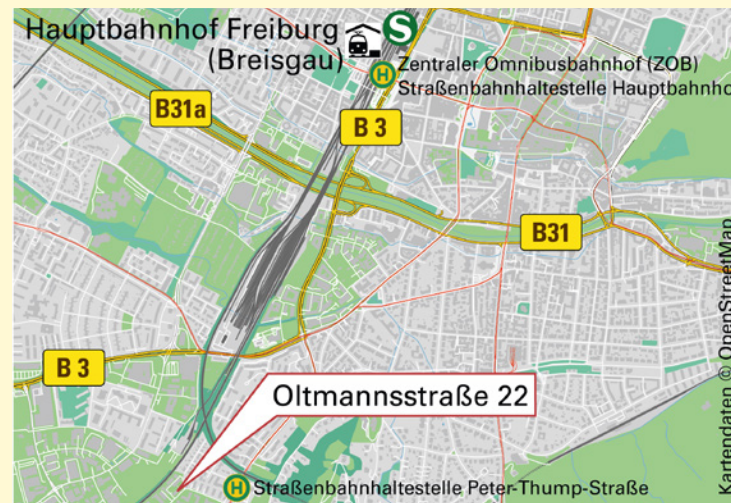 Hauptbahnhof Freiburg
(Breisgau)
S
H
Zentraler Omnibusbahnhof (ZOB)
Straßenbahnhaltestelle Hauptbahnho
B31a
B 3
B31
B 3
Oltmannsstraße 22
H
Straßenbahnhaltestelle Peter-Thump-Straße
Kartendaten © OpenStreetMap